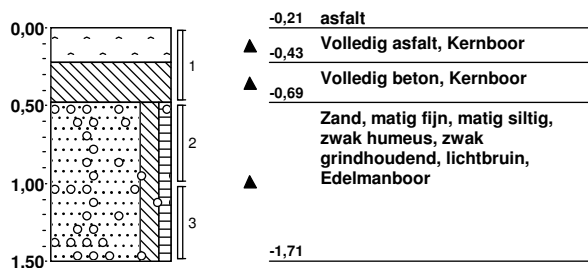 0,00
0,50
1,00
1,50
1
2
3
-0,21 asfalt
-0,43 Volledig asfalt, Kernboor
-0,69 Volledig beton, Kernboor
Zand, matig fijn, matig siltig,
zwak humeus, zwak
grindhoudend, lichtbruin,
Edelmanboor
-1,71